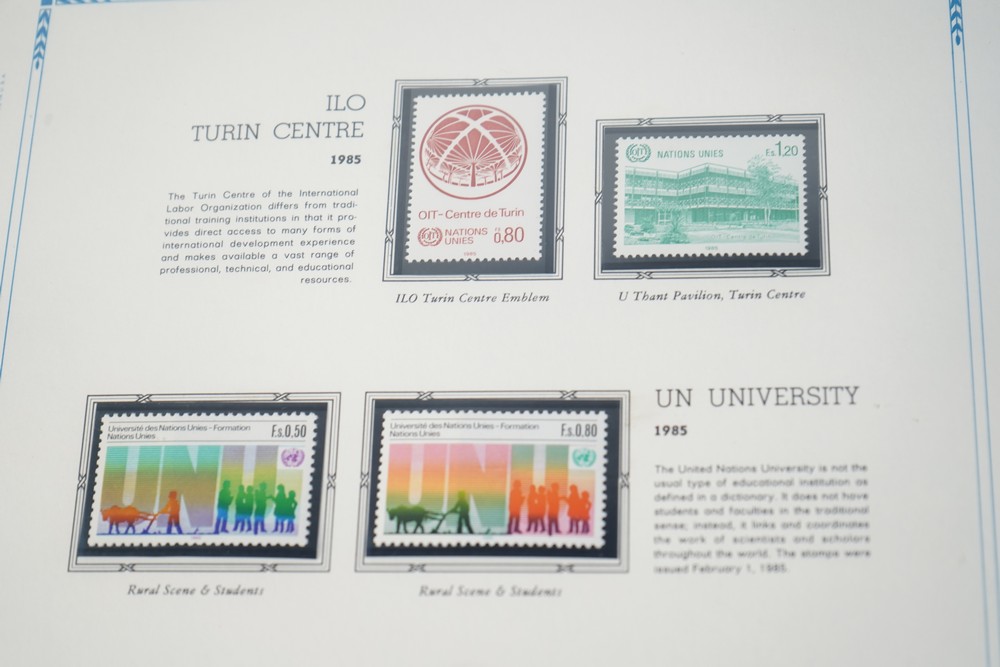 ILO
TURIN CENTRE
1985
The Turin Centre of the International
Labor Organization differs from tradi-
tional training institutions in that it pro-
vides direct access to many forms of
international development experience
and makes available a vast range of
professional, technical, and educational
resources.
OIT-Centre de Turin
NATIONS
UNIES
F.S. 0,80
1985
ILO Turin Centre Emblem
NATIONS UNIES
F.s. 1,20
1985
U Thant Pavilion, Turin Centre
Université des Nations Unies - Formation
Nations Unies
F.s. 0,50
UNU
Rural Scene & Students
Université des Nations Unies - Formation
Nations Unies
F.s. 0,80
UNU
Rural Scene & Students
UN UNIVERSITY
1985
The United Nations University is not the
usual type of educational institution as
defined in a dictionary. It does not have
students and faculties in the traditional
sense; instead, it links and coordinates
the work of scientists and scholars
throughout the world. The stamps were
issued February 1, 1985.